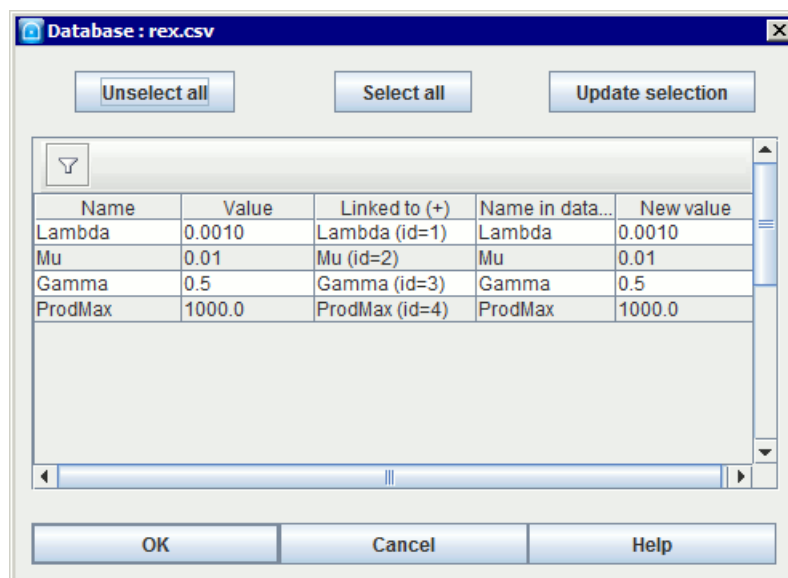 Database : rex.csv
Unselect all Select all Update selection
Name Value Linked to (+) Name in data... New value
Lambda 0.0010 Lambda (id=1) Lambda 0.0010
Mu 0.01 Mu (id=2) Mu 0.01
Gamma 0.5 Gamma (id=3) Gamma 0.5
ProdMax 1000.0 ProdMax (id=4) ProdMax 1000.0
OK Cancel Help